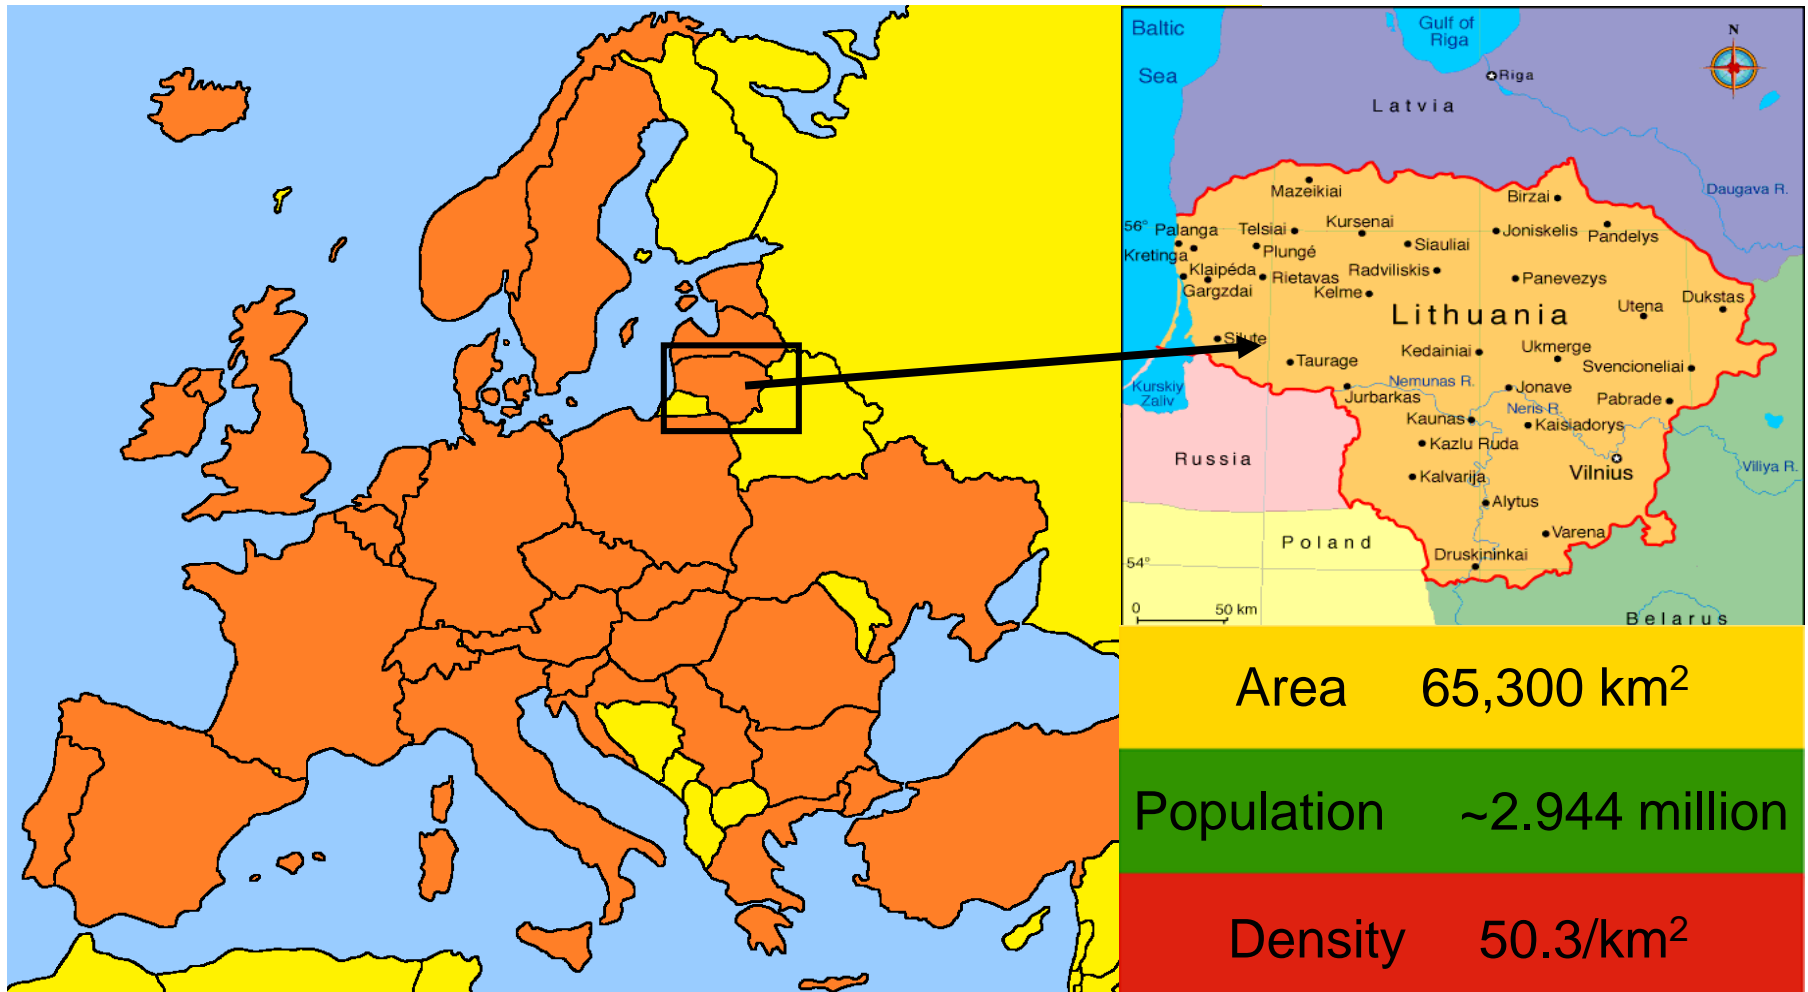 Baltic
Sea
Gulf of
Riga
N
Riga
Latvia
Daugava R.
Mazeikiai
Birzai
56°
Palanga
Telsiai
Kursenai
Siauliai
Joniskelis
Pandelys
Kretinga
Plungé
Klaipéda
Rietavas
Radviliskis
Panevezys
Gargzdai
Kelme
Utena
Dukstas
Lithuania
Silute
Taurage
Kedainiai
Ukmerge
Svencioneliai
Kurskiy
Zaliv
Nemunas R.
Jurbarkas
Jonave
Pabrade
Kaunas
Neris R.
Kaisiadorys
Russia
Kazlu Ruda
Vilnius
Viliya R.
Kalvarija
Alytus
Varena
Poland
Druskininkai
54°
0 50 km
Belarus
Area 65,300 km²
Population ~2.944 million
Density 50.3/km²